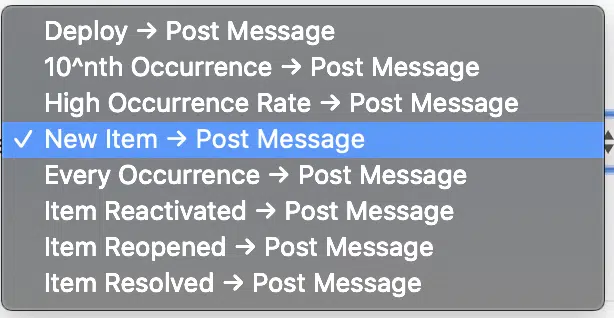 Deploy → Post Message
10^nth Occurrence → Post Message
High Occurrence Rate → Post Message
✓ New Item → Post Message
Every Occurrence → Post Message
Item Reactivated → Post Message
Item Reopened → Post Message
Item Resolved → Post Message